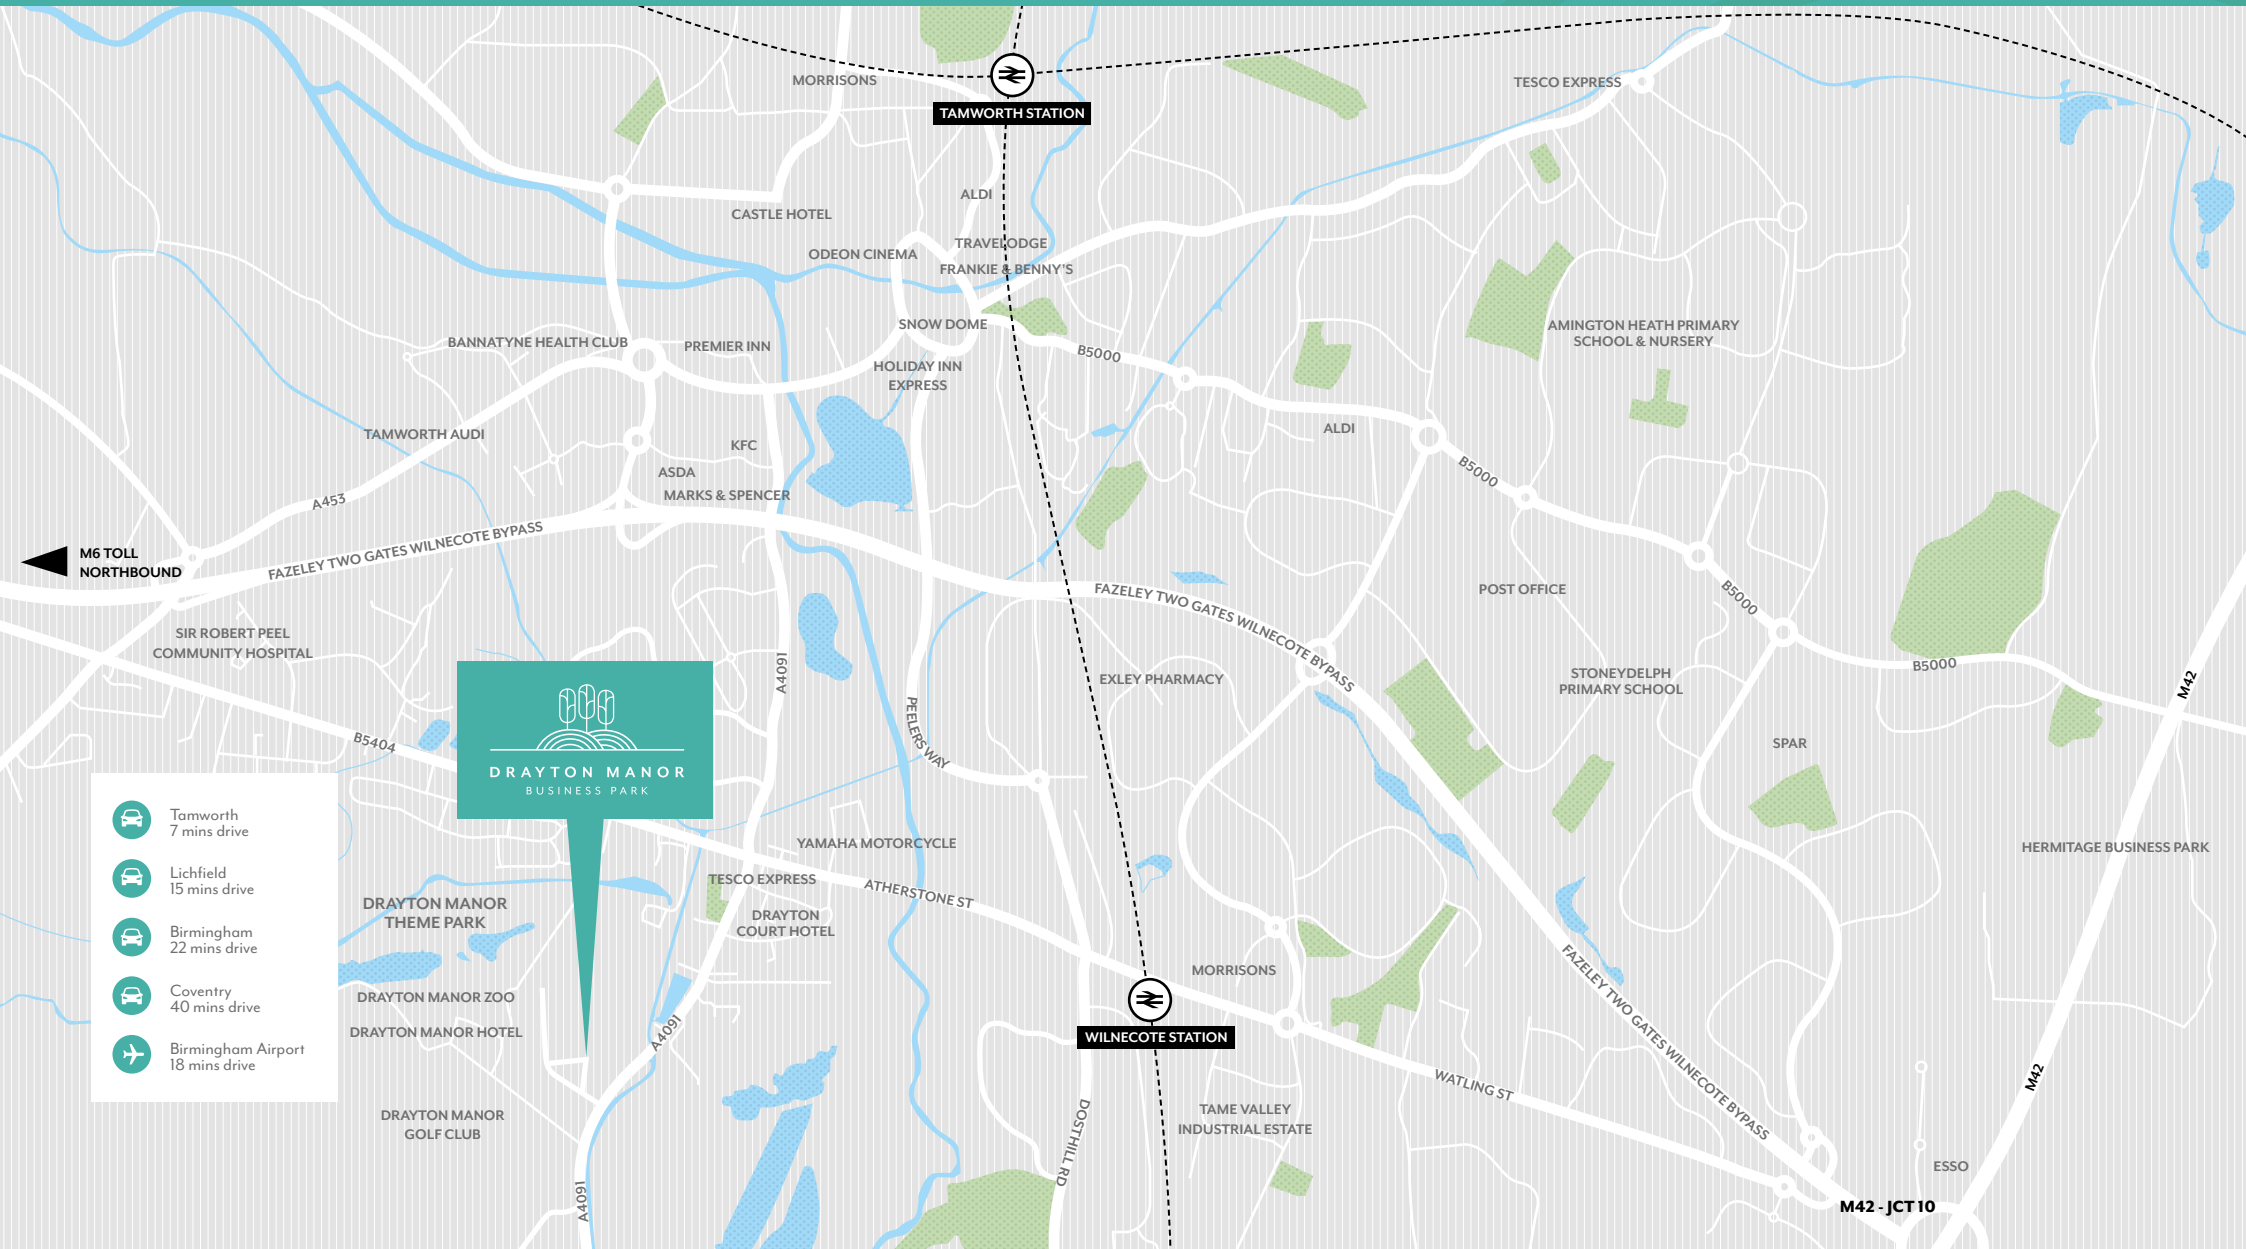 MORRISONS
TAMWORTH STATION
TESCO EXPRESS
ALDI
CASTLE HOTEL
ODEON CINEMA
TRAVELODGE
FRANKIE & BENNY'S
SNOW DOME
BANNATYNE HEALTH CLUB
PREMIER INN
HOLIDAY INN
EXPRESS
B5000
AMINGTON HEATH PRIMARY
SCHOOL & NURSERY
TAMWORTH AUDI
KFC
ASDA
MARKS & SPENCER
ALDI
B5000
A453
FAZELEY TWO GATES WILNECOTE BYPASS
M6 TOLL
NORTHBOUND
FAZELEY TWO GATES WILNECOTE BYPASS
POST OFFICE
B5000
SIR ROBERT PEEL
COMMUNITY HOSPITAL
A4091
EXLEY PHARMACY
STONEYDELPH
PRIMARY SCHOOL
B5000
M42
B5404
DRAYTON MANOR
BUSINESS PARK
PEELERS WAY
SPAR
Tamworth
7 mins drive
Lichfield
15 mins drive
Birmingham
22 mins drive
Coventry
40 mins drive
Birmingham Airport
18 mins drive
YAMAHA MOTORCYCLE
HERMITAGE BUSINESS PARK
TESCO EXPRESS
ATHERSTONE ST
DRAYTON MANOR
THEME PARK
DRAYTON
COURT HOTEL
MORRISONS
FAZELEY TWO GATES WILNECOTE BYPASS
DRAYTON MANOR ZOO
DRAYTON MANOR HOTEL
A4091
WILNECOTE STATION
WATLING ST
M42
DRAYTON MANOR
GOLF CLUB
DOSTHILL RD
TAME VALLEY
INDUSTRIAL ESTATE
ESSO
A4091
M42 - JCT 10